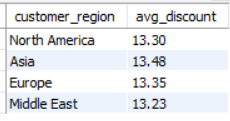 customer_region avg_discount
North America 13.30
Asia 13.48
Europe 13.35
Middle East 13.23